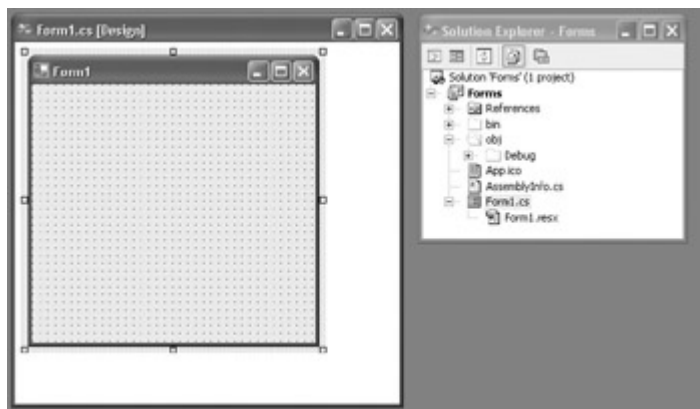 Form1.cs [Design]
Form1
Solution Explorer - Forms
Solution 'Forms' (1 project)
Forms
References
bin
obj
Debug
App.ico
AssemblyInfo.cs
Form1.cs
Form1.resx